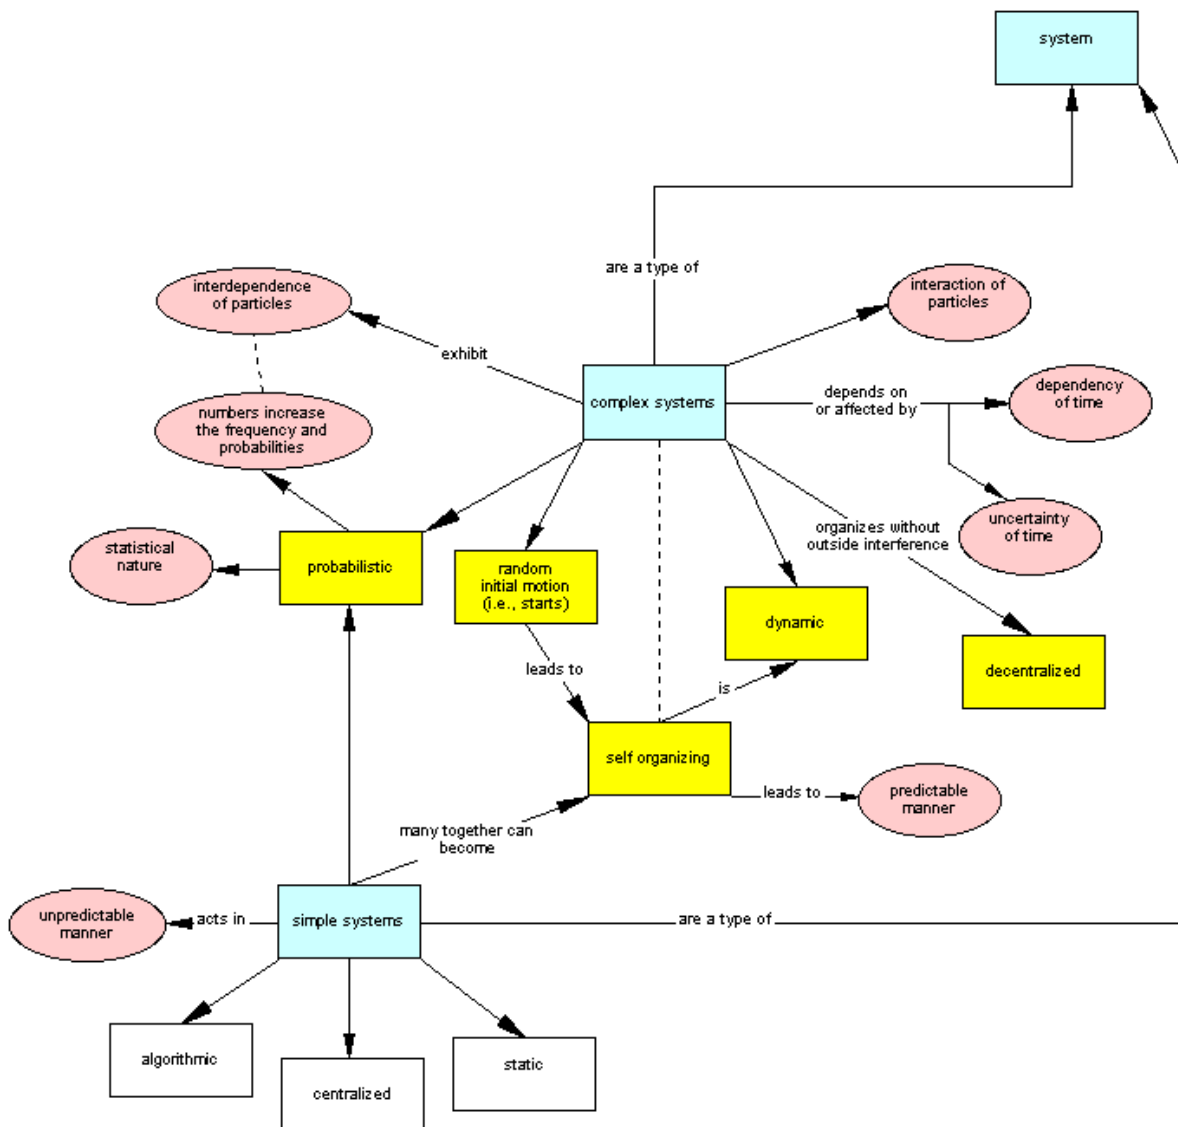 system
are a type of
interdependence
of particles
interaction of
particles
exhibit
complex systems
depends on
or affected by
dependency
of time
numbers increase
the frequency and
probabilities
organizes without
outside interference
uncertainty
of time
statistical
nature
probabilistic
random
initial motion
(i.e., starts)
dynamic
leads to
is
decentralized
self organizing
leads to
predictable
manner
many together can
become
unpredictable
manner
acts in
simple systems
are a type of
algorithmic
centralized
static